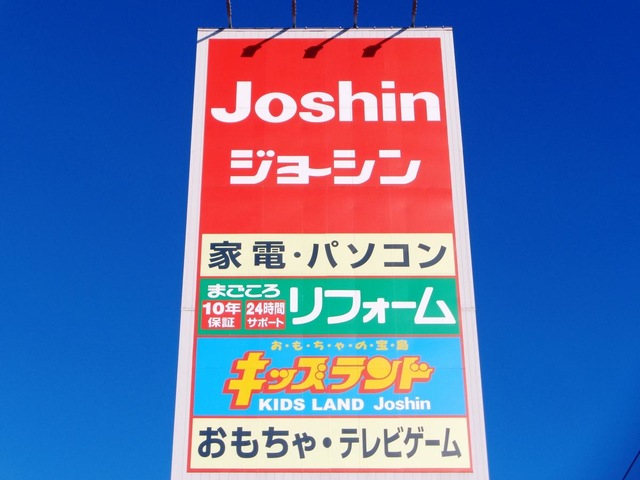 Joshin
ジョーシン
家電・パソコン
まごころ
10年
保証
24時間
サポート
リフォーム
お・も・ちゃ・の・宝・島
キッズランド
KIDS LAND Joshin
おもちゃ・テレビゲーム